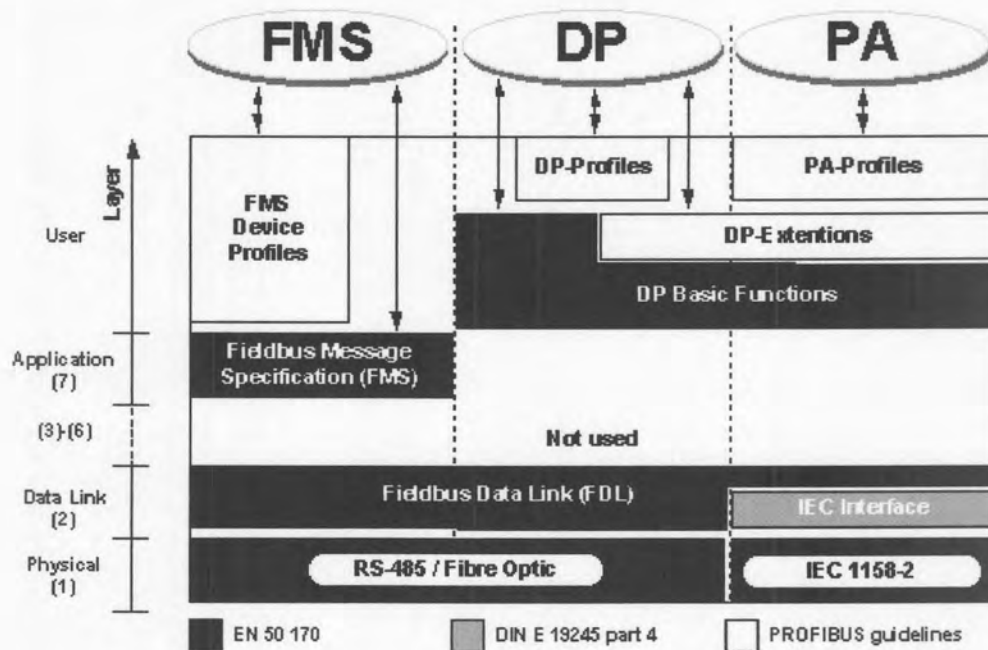 FMS
DP
PA
Layer
User
FMS
Device
Profiles
DP-Profiles
PA-Profiles
DP-Extentions
DP Basic Functions
Application
(7)
Fieldbus Message
Specification (FMS)
(3)-(6)
Not used
Data Link
(2)
Fieldbus Data Link (FDL)
IEC Interface
Physical
(1)
RS-485 / Fibre Optic
IEC 1158-2
EN 50 170
DIN E 19245 part 4
PROFIBUS guidelines